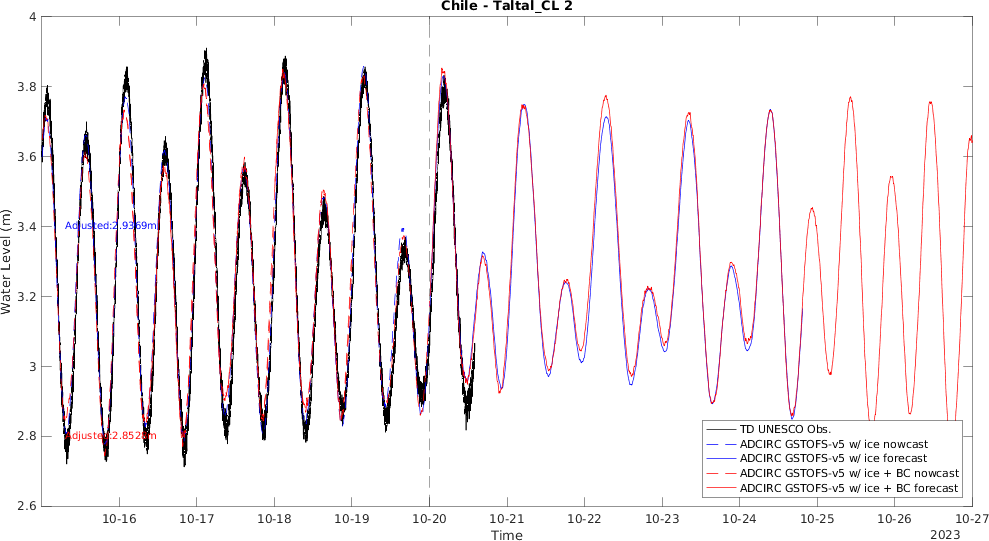 Chile - Taltal_CL 2
4
3.8
3.6
3.4
3.2
3
2.8
2.6
Water Level (m)
Adjusted:2.9369m
TD UNESCO Obs.
ADCIRC GSTOFS-v5 w/ ice nowcast
ADCIRC GSTOFS-v5 w/ ice forecast
ADCIRC GSTOFS-v5 w/ ice + BC nowcast
ADCIRC GSTOFS-v5 w/ ice + BC forecast
10-16 10-17 10-18 10-19 10-20 10-21 10-22 10-23 10-24 10-25 10-26 10-27
Time
2023